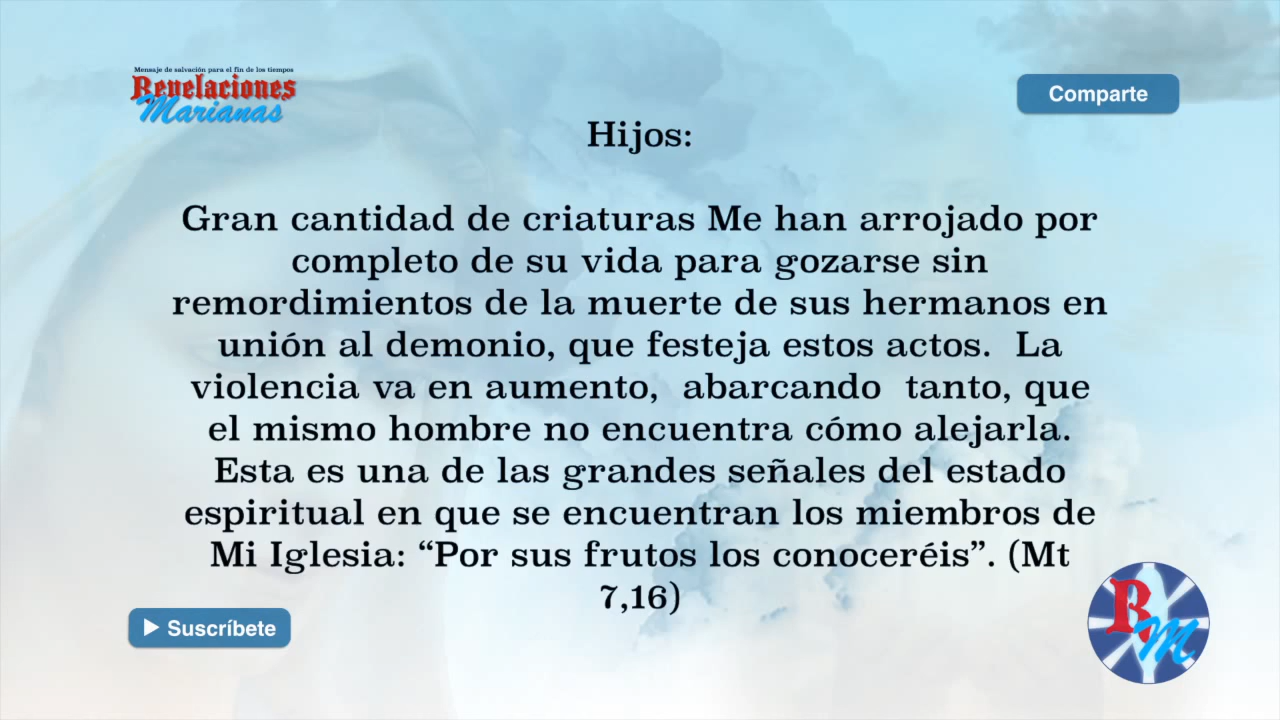 Mensaje de salvación para el fin de los tiempos
Revelaciones
Marianas
Comparte
Hijos:
Gran cantidad de criaturas Me han arrojado por
completo de su vida para gozarse sin
remordimientos de la muerte de sus hermanos en
unión al demonio, que festeja estos actos.  La
violencia va en aumento,  abarcando  tanto, que
el mismo hombre no encuentra cómo alejarla.
Esta es una de las grandes señales del estado
espiritual en que se encuentran los miembros de
Mi Iglesia: “Por sus frutos los conoceréis”. (Mt
7,16)
Suscríbete
RM